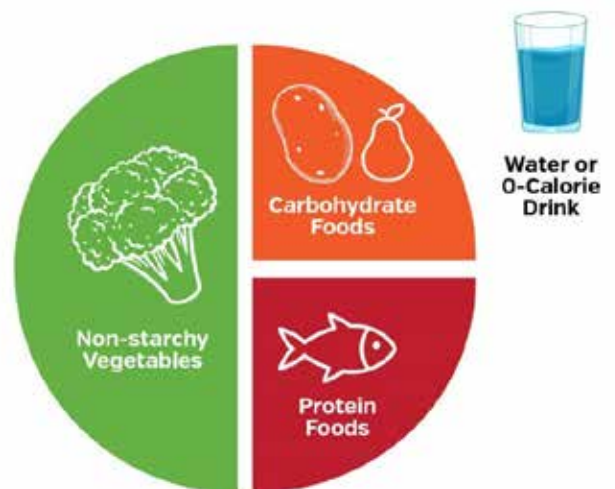 Non-starchy
Vegetables
Carbohydrate
Foods
Protein
Foods
Water or
0-Calorie
Drink